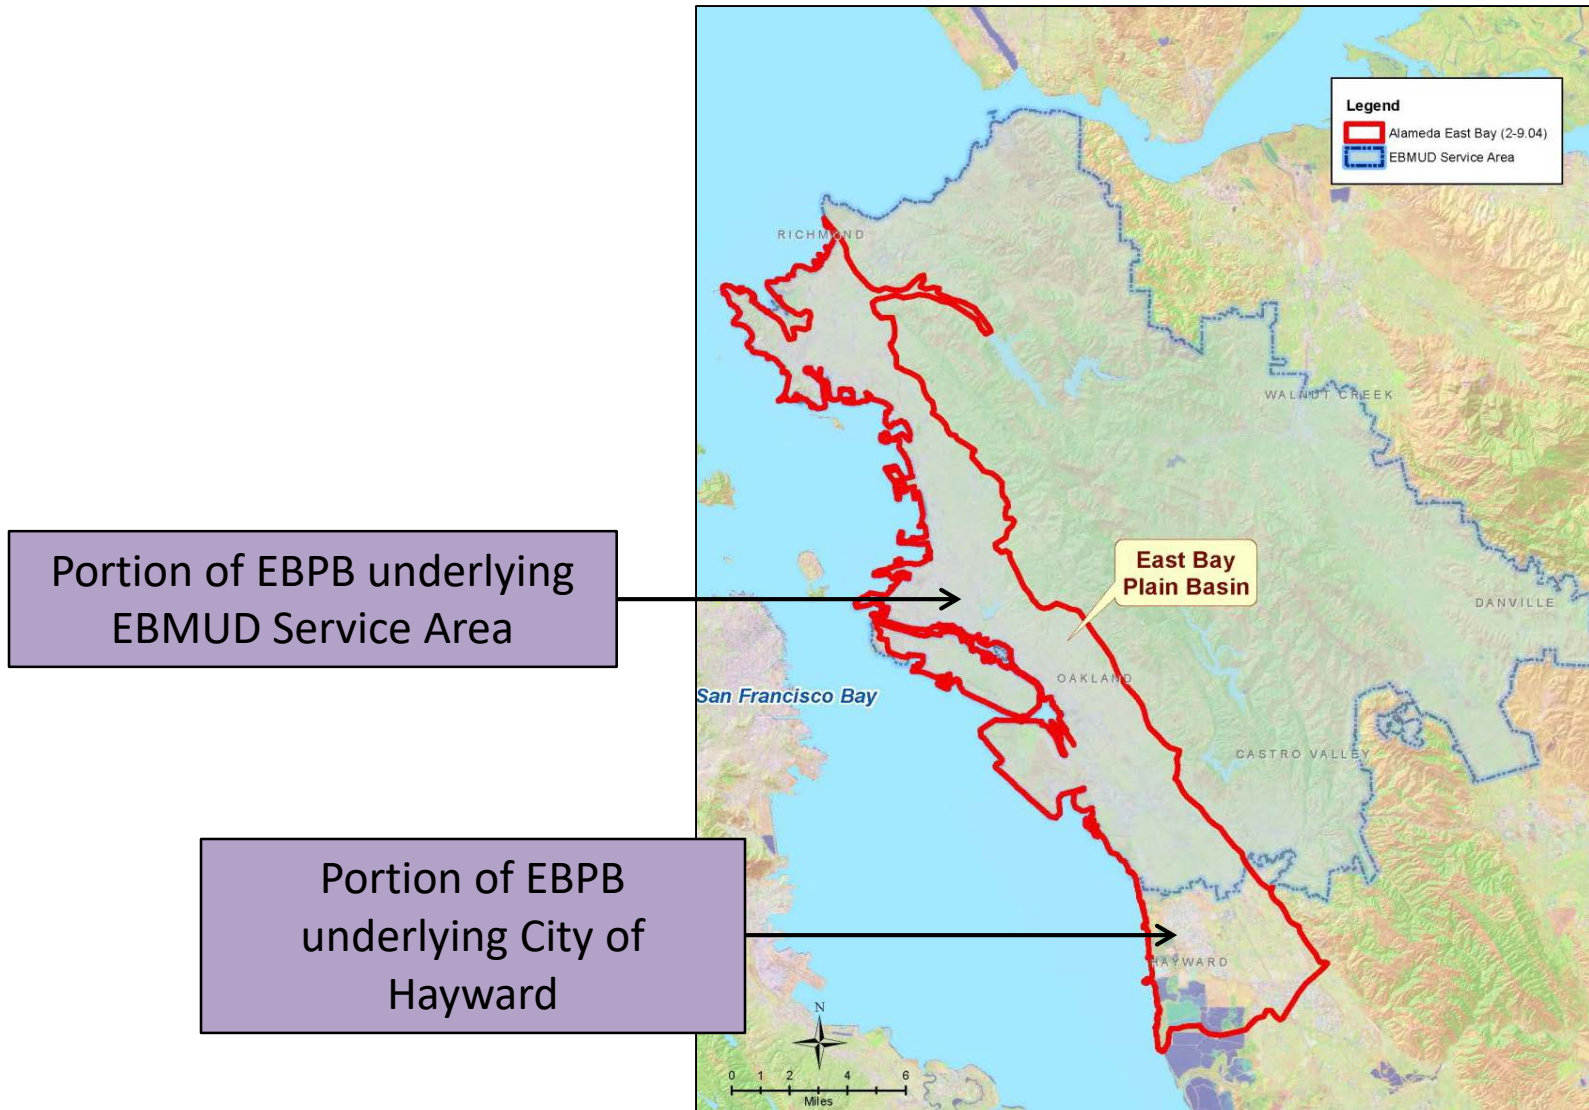 Legend
Alameda East Bay (2-9.04)
EBMUD Service Area
RICHMOND
WALNUT CREEK
Portion of EBPB underlying
EBMUD Service Area
East Bay
Plain Basin
DANVILLE
OAKLAND
San Francisco Bay
CASTRO VALLEY
Portion of EBPB
underlying City of
Hayward
HAYWARD
N
0 1 2 4 6
Miles